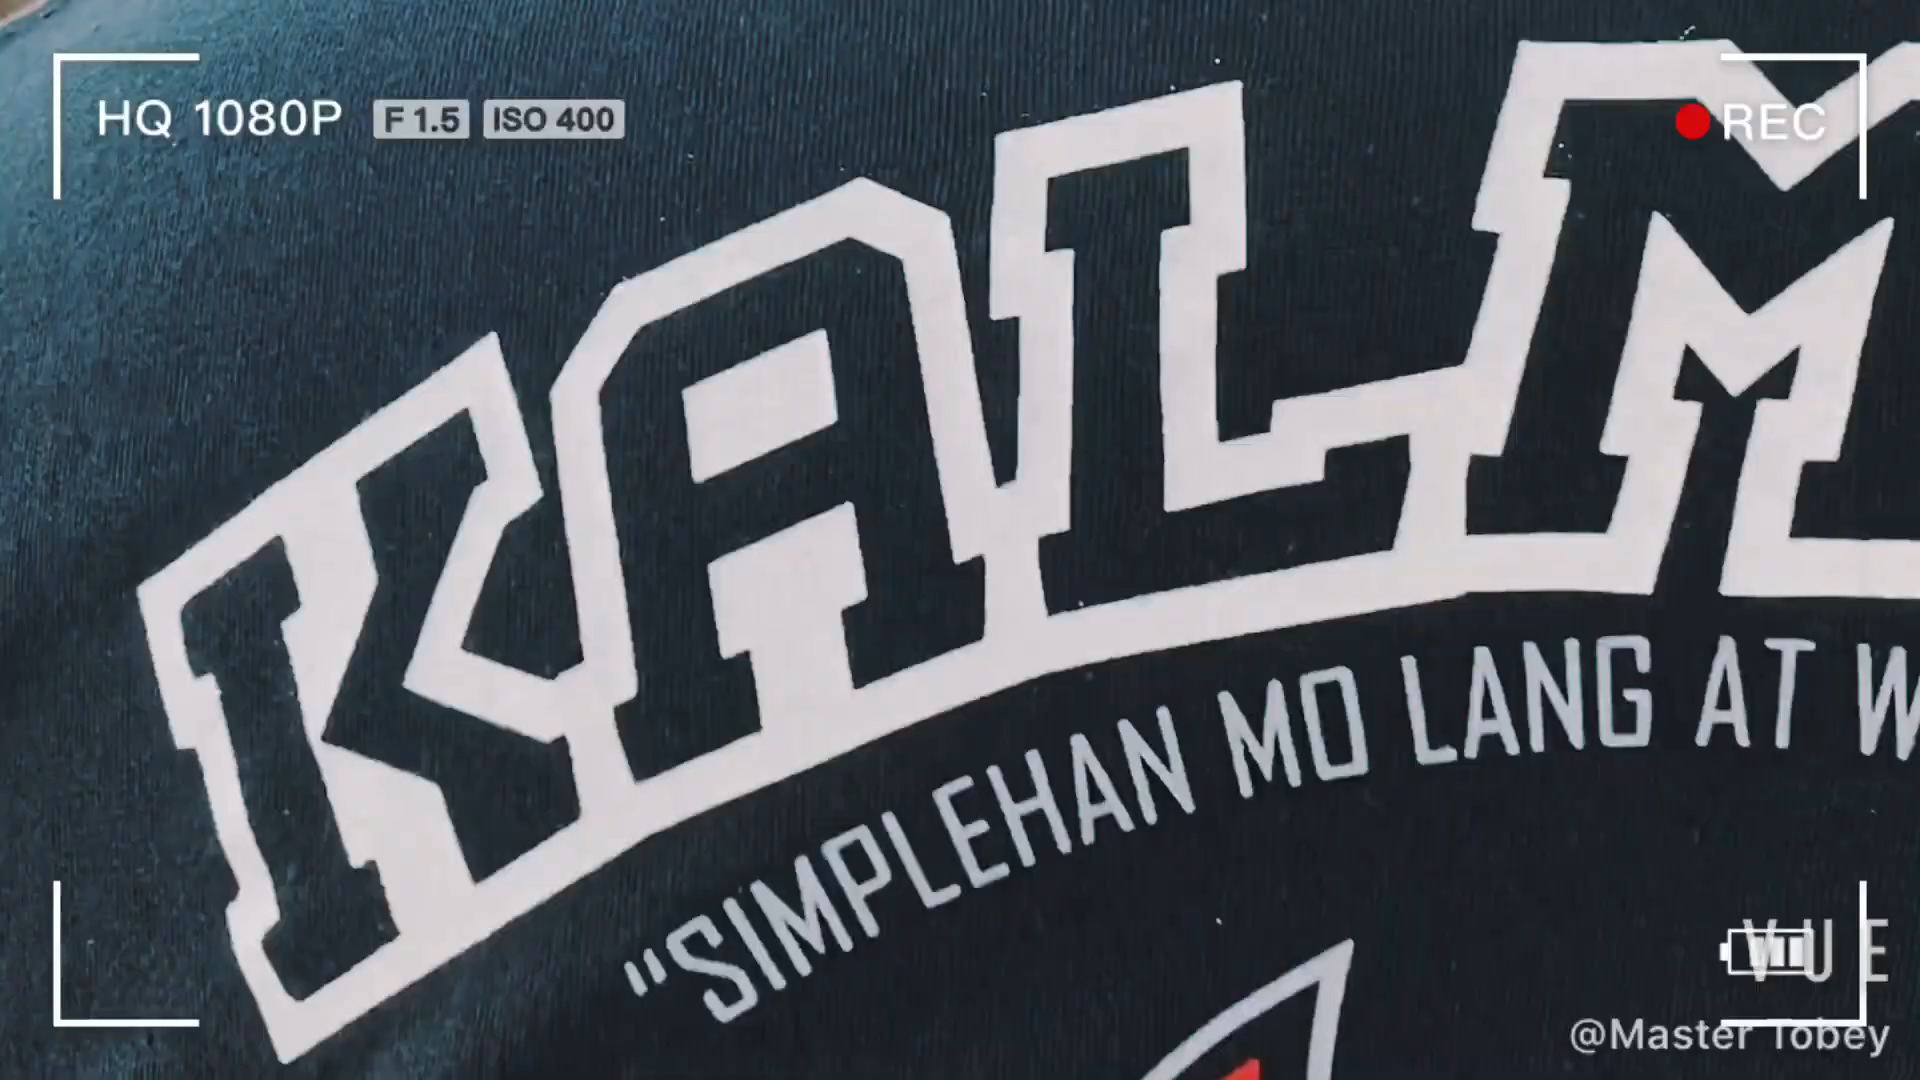 HQ 1080P F 1.5 ISO 400
REC
KALM
"SIMPLEHAN MO LANG AT W
VUE
@Master Tobey